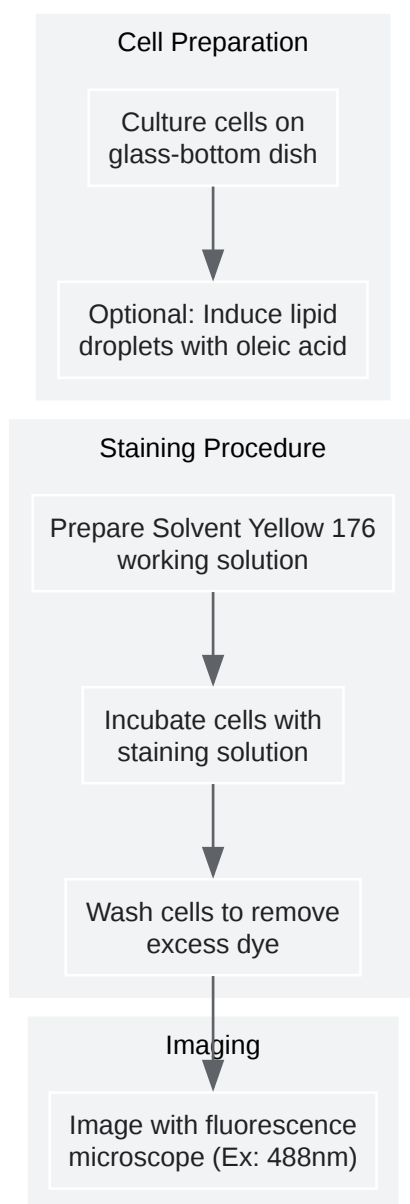 Cell Preparation
Culture cells on
glass-bottom dish
Optional: Induce lipid
droplets with oleic acid
Staining Procedure
Prepare Solvent Yellow 176
working solution
Incubate cells with
staining solution
Wash cells to remove
excess dye
Imaging
Image with fluorescence
microscope (Ex: 488nm)